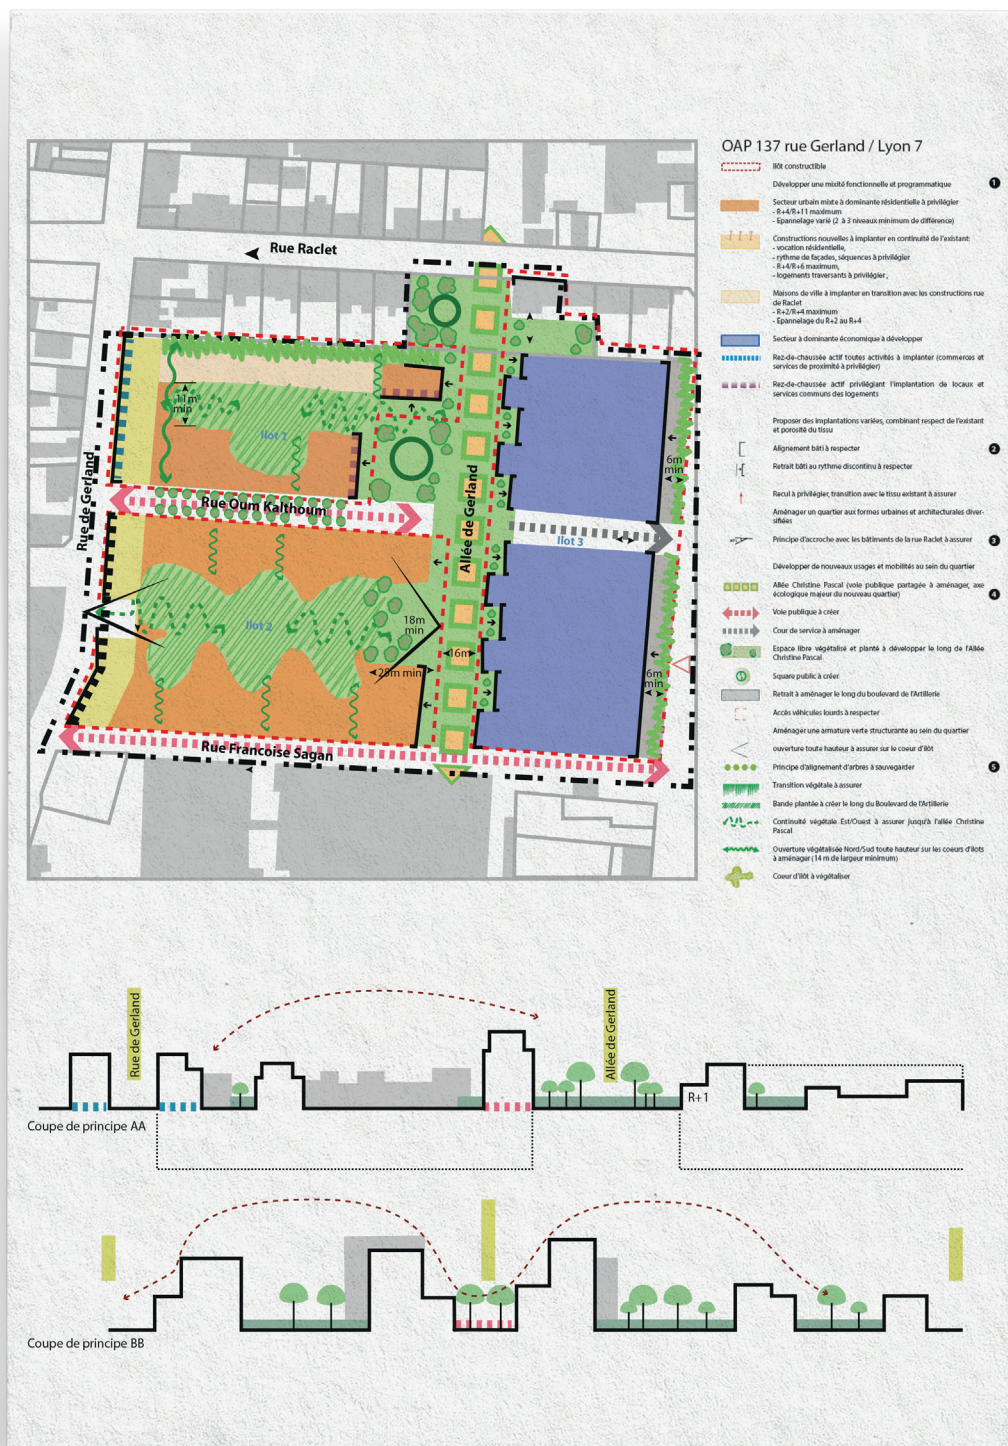 OAP 137 rue Gerland / Lyon 7
Ilôt constructible
Développer une mixité fonctionnelle et programmatique
1
Secteur urbain mixte à dominante résidentielle à privilégier
- R+4/R+11 maximum
- Epannelage varié (2 à 3 niveaux minimum de différence)
Constructions nouvelles à implanter en continuité de l'existant:
- vocation résidentielle,
- rythme de façades, séquences à privilégier
- R+4/R+6 maximum,
- logements traversants à privilégier ,
Maisons de ville à implanter en transition avec les constructions rue
de Raclet
- R+2/R+4 maximum
- Epannelage du R+2 au R+4
Secteur à dominante économique à développer
Rez-de-chaussée actif toutes activités à implanter (commerces et
services de proximité à privilégier)
Rez-de-chaussée actif privilégiant l'implantation de locaux et
services communs des logements
Proposer des implantations variées, combinant respect de l'existant
et porosité du tissu
Alignement bâti à respecter
2
Retrait bâti au rythme discontinu à respecter
Recul à privilégier, transition avec le tissu existant à assurer
Aménager un quartier aux formes urbaines et architecturales diver-
sifiées
Principe d'accroche avec les bâtiments de la rue Raclet à assurer
3
Développer de nouveaux usages et mobilités au sein du quartier
Allée Christine Pascal (voie publique partagée à aménager, axe
écologique majeur du nouveau quartier)
4
Voie publique à créer
Cour de service à aménager
Espace libre végétalisé et planté à développer le long de l'Allée
Christine Pascal
Square public à créer
Retrait à aménager le long du boulevard de l'Artillerie
Accès véhicules lourds à respecter
Aménager une armature verte structurante au sein du quartier
ouverture toute hauteur à assurer sur le coeur d'ilôt
Principe d'alignement d'arbres à sauvegarder
5
Transition végétale à assurer
Bande plantée à créer le long du Boulevard de l'Artillerie
Continuité végétale Est/Ouest à assurer jusqu'à l'allée Christine
Pascal
Ouverture végétalisée Nord/Sud toute hauteur sur les coeurs d'ilots
à aménager (14 m de largeur minimum)
Coeur d'ilôt à végétaliser
Rue Raclet
11m
min
Ilot 1
6m
min
Rue de Gerland
Rue Oum Kalthoum
Allée de Gerland
Ilot 3
Ilot 2
18m
min
16m
28m min
6m
min
Rue Francoise Sagan
Rue de Gerland
Allée de Gerland
R+1
Coupe de principe AA
Coupe de principe BB